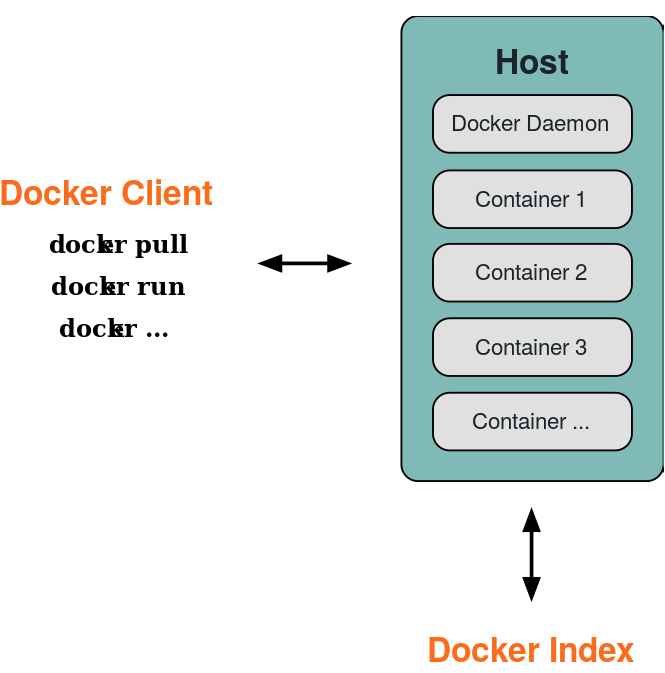 Host
Docker Daemon
Container 1
Container 2
Container 3
Container ...
Docker Client
docker pull
docker run
docker ...
Docker Index